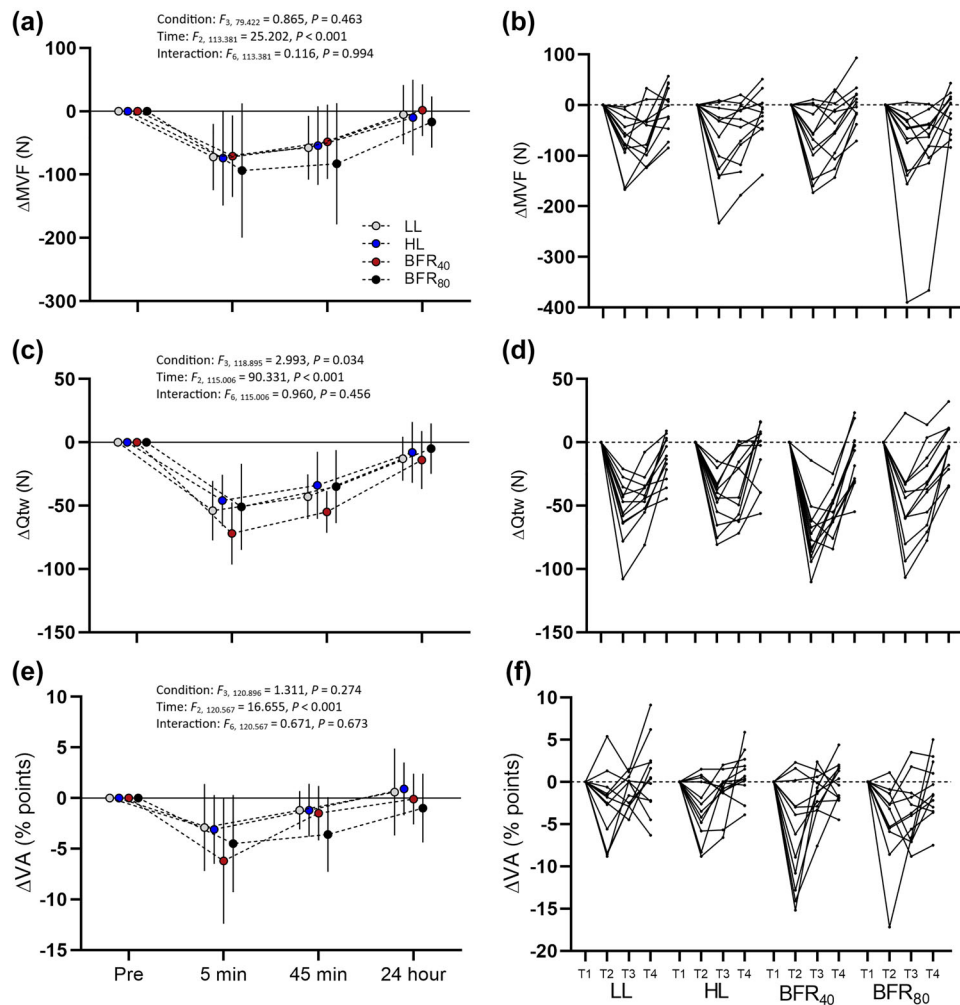 (a)
Condition: F3, 79.422 = 0.865, P = 0.463
Time: F2, 113.381 = 25.202, P < 0.001
Interaction: F6, 113.381 = 0.116, P = 0.994
100
0
-100
-200
-300
ΔMVF (N)
LL
HL
BFR40
BFR80
(b)
100
0
-100
-200
-300
-400
ΔMVF (N)
(c)
Condition: F3, 118.895 = 2.993, P = 0.034
Time: F2, 115.006 = 90.331, P < 0.001
Interaction: F6, 115.006 = 0.960, P = 0.456
50
0
-50
-100
-150
ΔQtw (N)
(d)
50
0
-50
-100
-150
ΔQtw (N)
(e)
Condition: F3, 120.896 = 1.311, P = 0.274
Time: F2, 120.567 = 16.655, P < 0.001
Interaction: F6, 120.567 = 0.671, P = 0.673
10
5
0
-5
-10
-15
ΔVA (% points)
Pre 5 min 45 min 24 hour
(f)
10
5
0
-5
-10
-15
-20
ΔVA (% points)
T1 T2 T3 T4 T1 T2 T3 T4 T1 T2 T3 T4 T1 T2 T3 T4
LL HL BFR40 BFR80